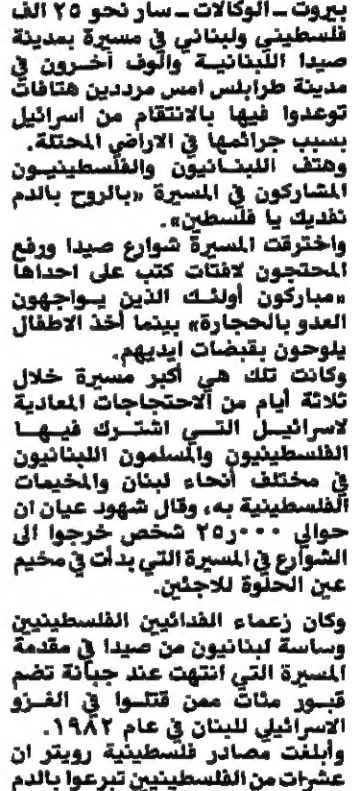 بيروت ـ الوكالات ـ سار نحو ٢٥ الف
فلسطيني ولبناني في مسيرة بمدينة
صيدا اللبنانية والوف آخرون في
مدينة طرابلس امس مرددين هتافات
توعدوا فيها بالانتقام من اسرائيل
بسبب جرائمها في الاراضي المحتلة.
وهتف اللبنانيون والفلسطينيون
المشاركون في المسيرة «بالروح بالدم
نفديك يا فلسطين».
واخترقت المسيرة شوارع صيدا ورفع
المحتجون لافتات كتب على احداها
«مباركون أولئك الذين يواجهون
العدو بالحجارة» بينما أخذ الاطفال
يلوحون بقبضات ايديهم.
وكانت تلك هي أكبر مسيرة خلال
ثلاثة أيام من الاحتجاجات المعادية
لاسرائيل التي اشترك فيها
الفلسطينيون والمسلمون اللبنانيون
في مختلف أنحاء لبنان والمخيمات
الفلسطينية به، وقال شهود عيان ان
حوالي ٢٥٫٠٠٠ شخص خرجوا الى
الشوارع في المسيرة التي بدأت في مخيم
عين الحلوة للاجئين.
وكان زعماء الفدائيين الفلسطينيين
وساسة لبنانيون من صيدا في مقدمة
المسيرة التي انتهت عند جبانة تضم
قبور مئات ممن قتلوا في الغزو
الاسرائيلي للبنان في عام ١٩٨٢.
وأبلغت مصادر فلسطينية رويتر ان
عشرات من الفلسطينيين تبرعوا بالدم